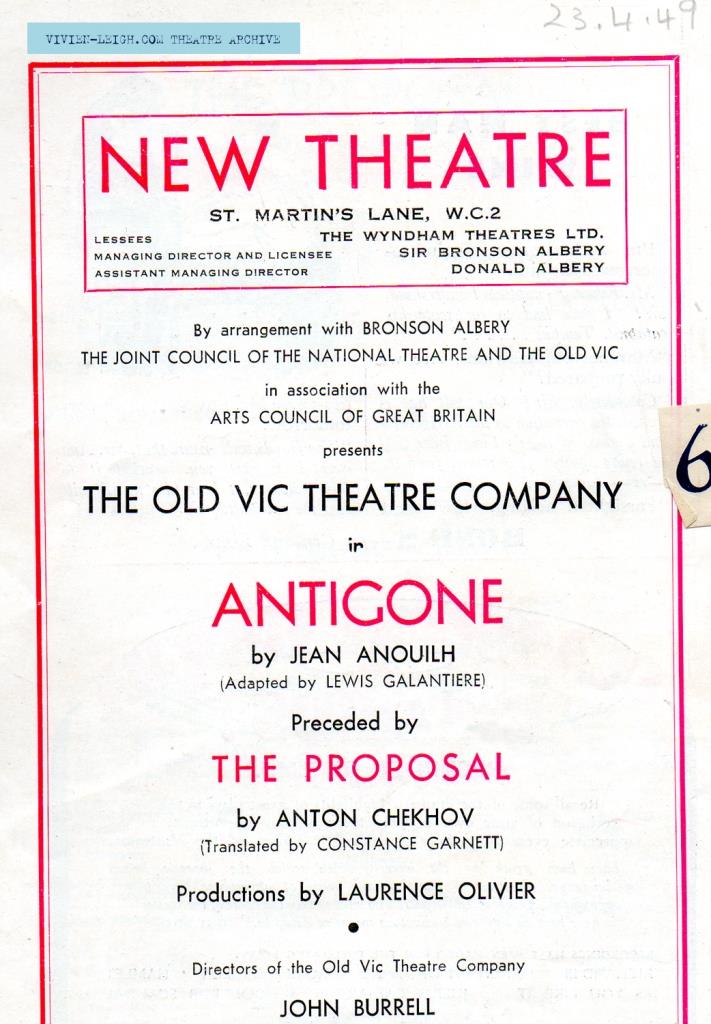 23.4.49
VIVIEN-LEIGH.COM THEATRE ARCHIVE
NEW THEATRE
ST. MARTIN'S LANE, W.C.2
LESSEES THE WYNDHAM THEATRES LTD.
MANAGING DIRECTOR AND LICENSEE SIR BRONSON ALBERY
ASSISTANT MANAGING DIRECTOR DONALD ALBERY
By arrangement with BRONSON ALBERY
THE JOINT COUNCIL OF THE NATIONAL THEATRE AND THE OLD VIC
in association with the
ARTS COUNCIL OF GREAT BRITAIN
presents
6
THE OLD VIC THEATRE COMPANY
in
ANTIGONE
by JEAN ANOUILH
(Adapted by LEWIS GALANTIERE)
Preceded by
THE PROPOSAL
by ANTON CHEKHOV
(Translated by CONSTANCE GARNETT)
Productions by LAURENCE OLIVIER
•
Directors of the Old Vic Theatre Company
JOHN BURRELL